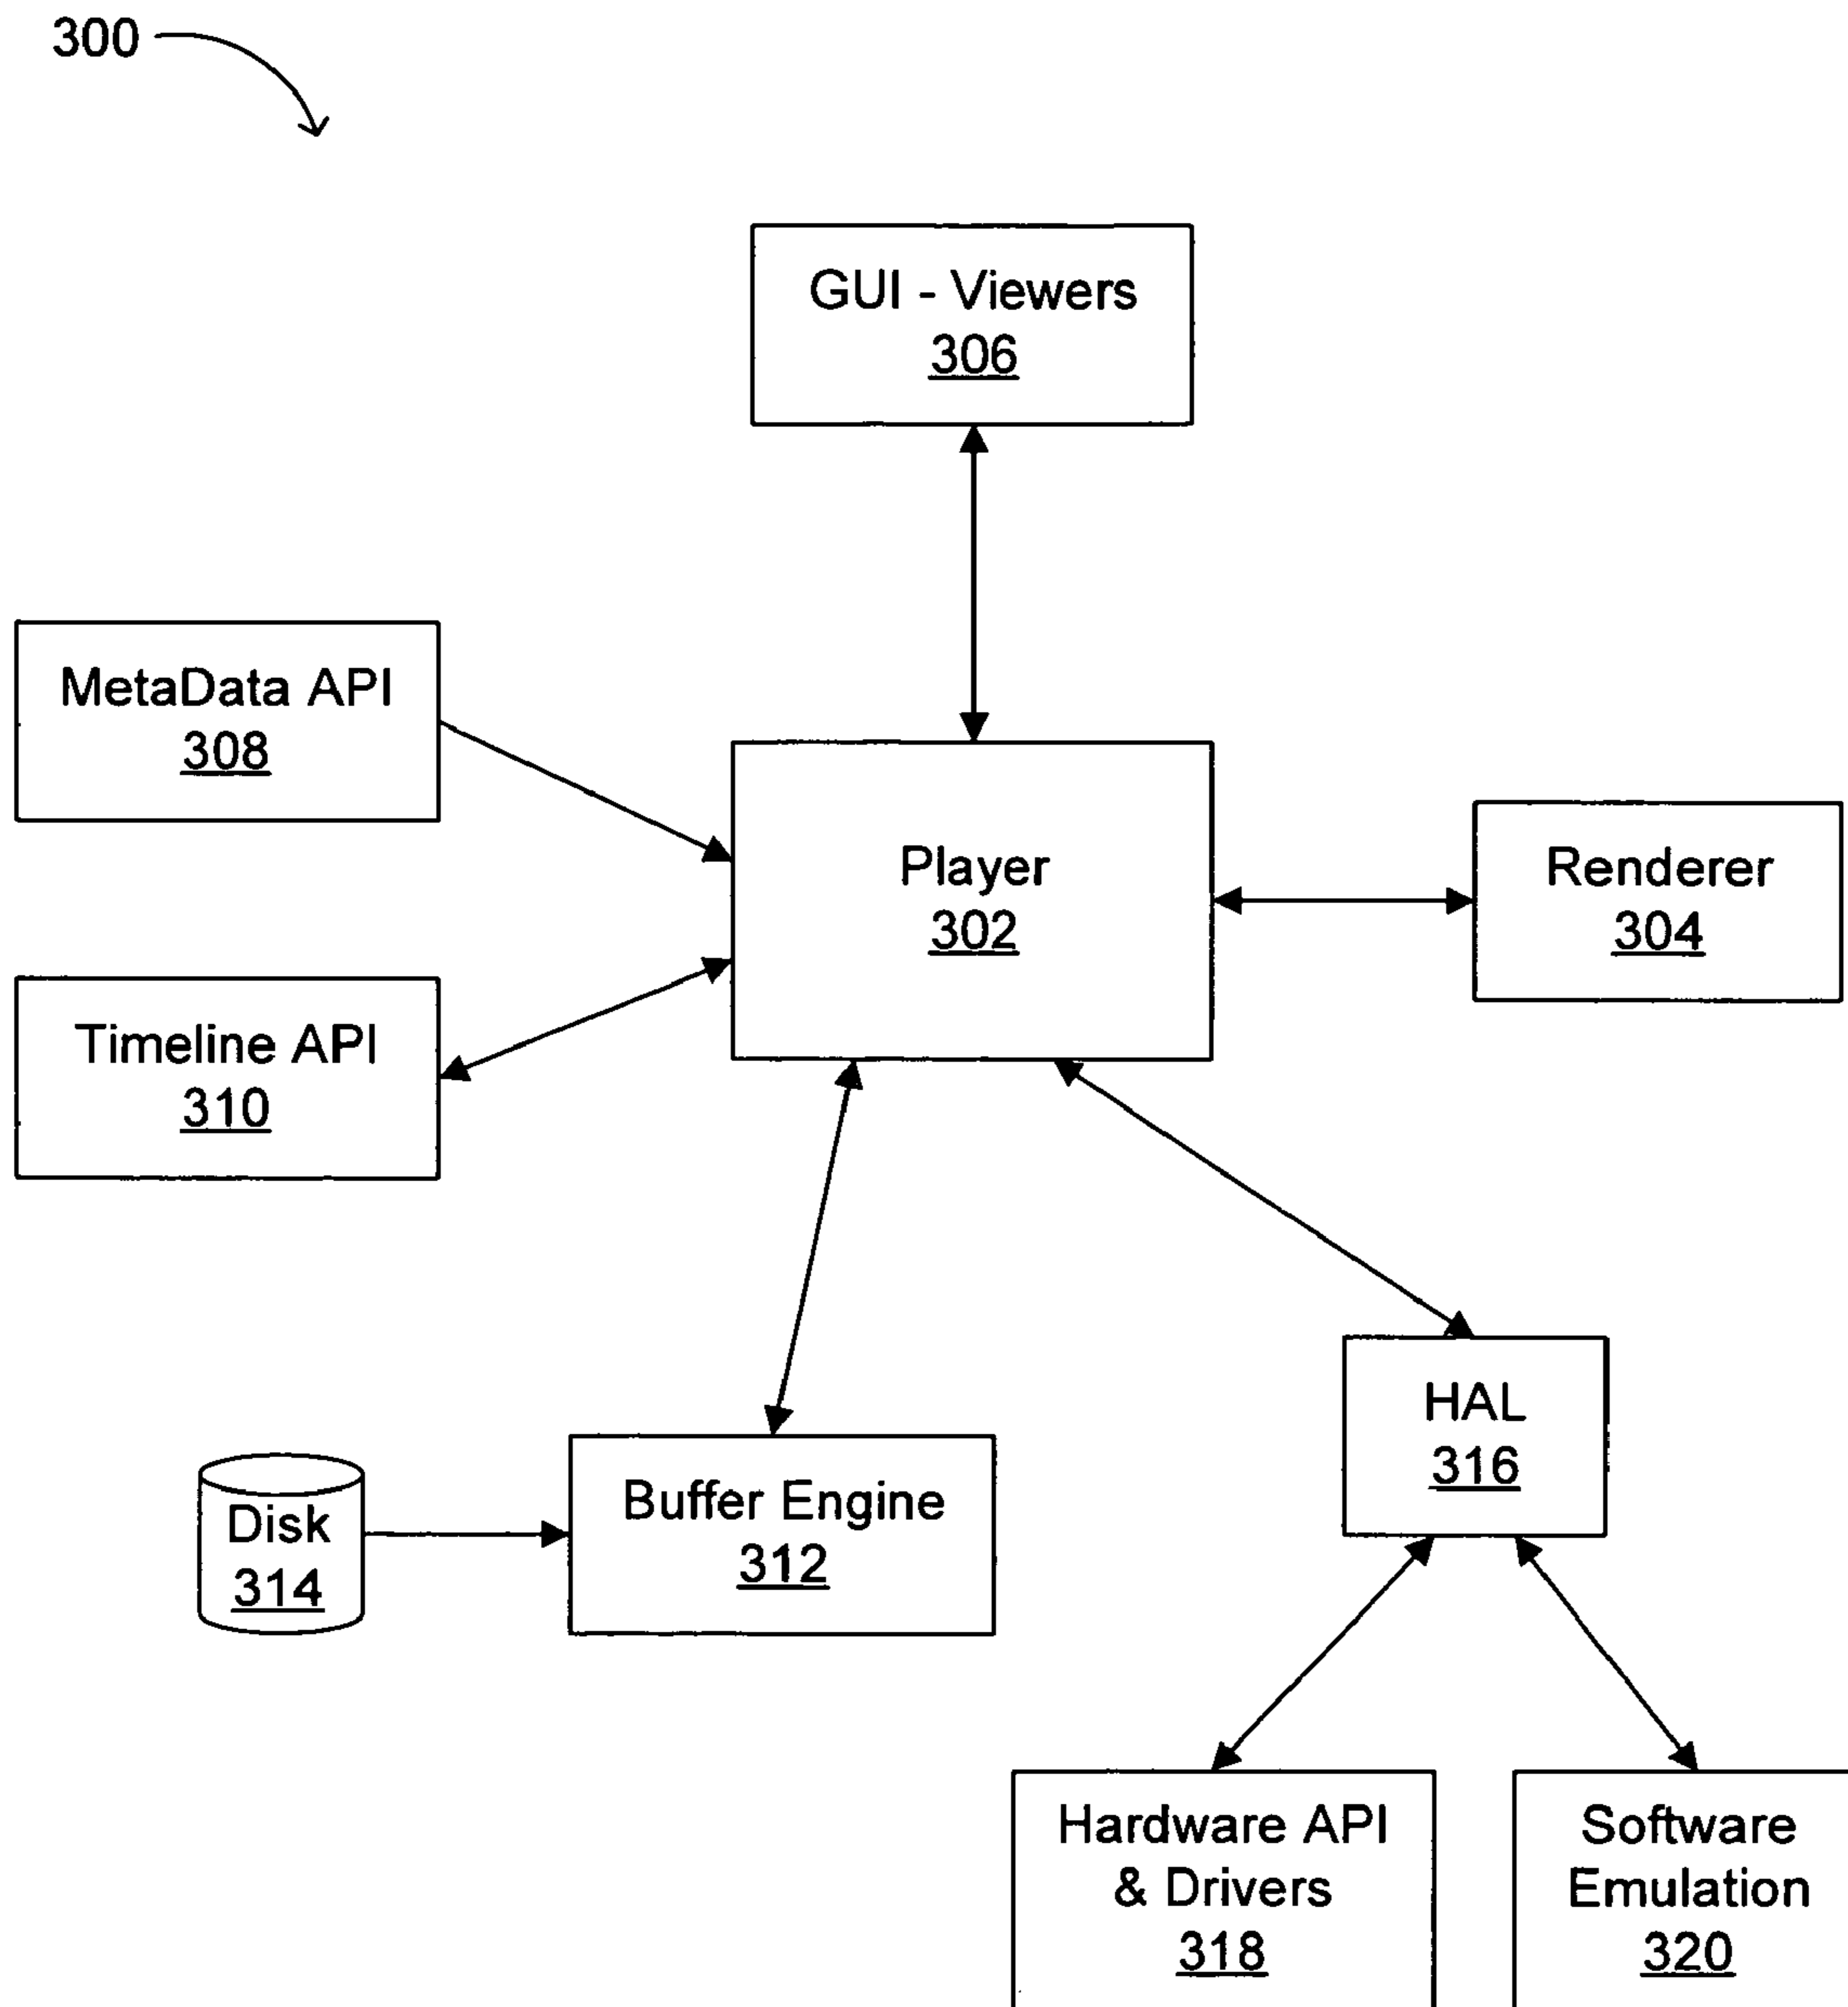 300
GUI - Viewers
306
MetaData API
308
Player
302
Renderer
304
Timeline API
310
HAL
316
Buffer Engine
312
Disk
314
Hardware API
& Drivers
318
Software
Emulation
320